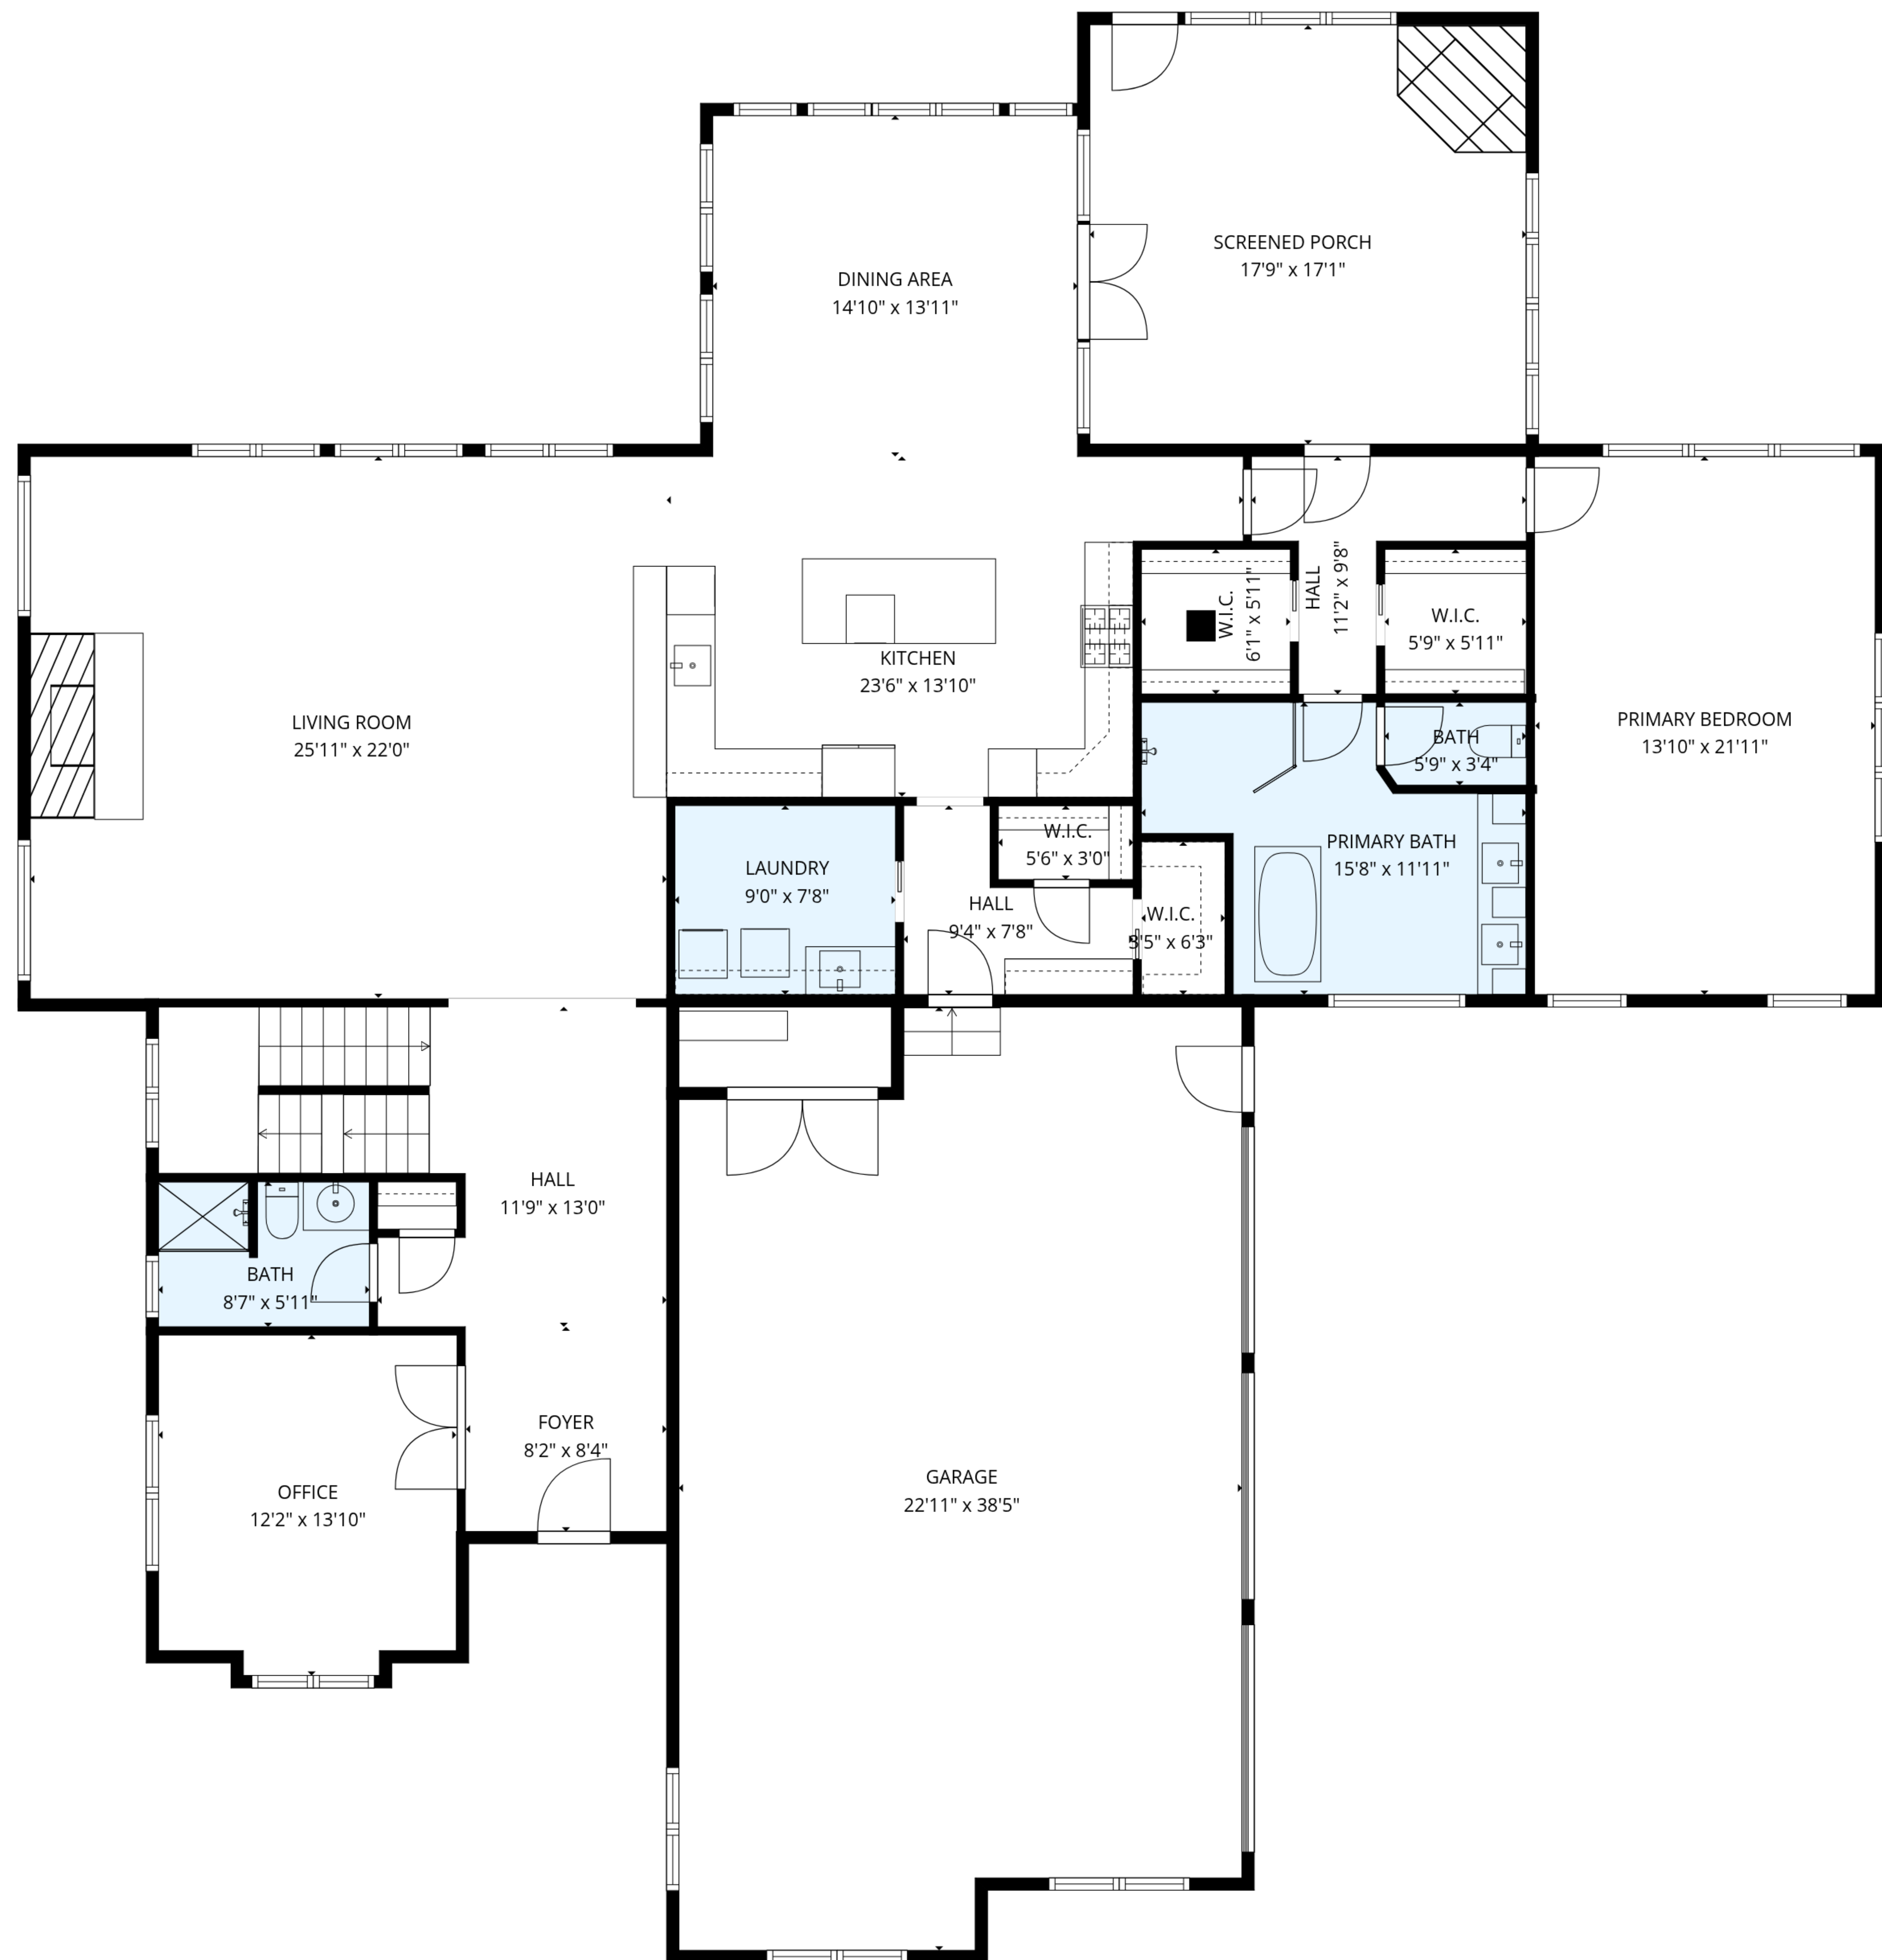 SCREENED PORCH
17'9" x 17'1"
DINING AREA
14'10" x 13'11"
HALL
11'2" x 9'8"
W.I.C.
6'1" x 5'11"
W.I.C.
5'9" x 5'11"
KITCHEN
23'6" x 13'10"
LIVING ROOM
25'11" x 22'0"
PRIMARY BEDROOM
13'10" x 21'11"
BATH
5'9" x 3'4"
W.I.C.
5'6" x 3'0"
PRIMARY BATH
15'8" x 11'11"
LAUNDRY
9'0" x 7'8"
HALL
9'4" x 7'8"
W.I.C.
3'5" x 6'3"
HALL
11'9" x 13'0"
BATH
8'7" x 5'11"
FOYER
8'2" x 8'4"
GARAGE
22'11" x 38'5"
OFFICE
12'2" x 13'10"